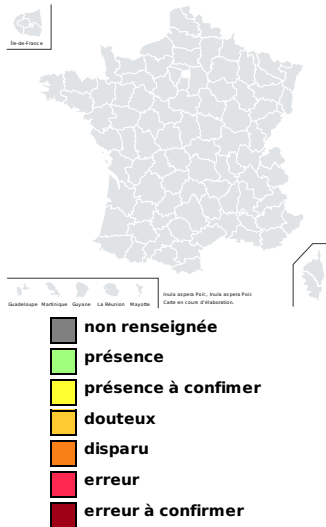 Île-de-France
Guadeloupe Martinique Guyane La Réunion Mayotte
Inula aspera Poir., Inula aspera Poir.
Carte en cours d'élaboration.
non renseignée
présence
présence à confimer
douteux
disparu
erreur
erreur à confirmer